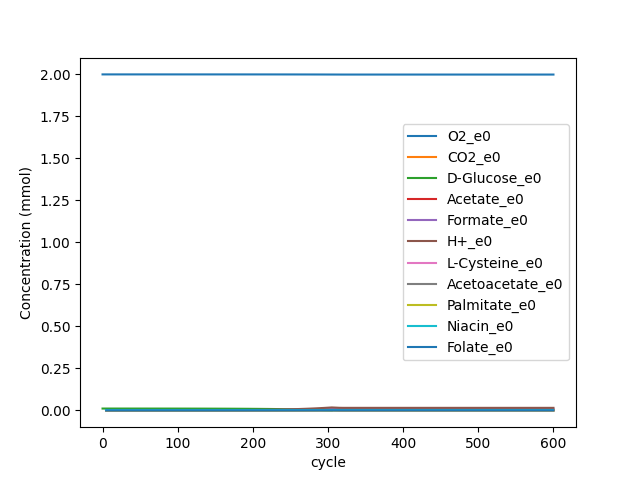 2.00
1.75
1.50
1.25
1.00
0.75
0.50
0.25
0.00
Concentration (mmol)
O2_e0
CO2_e0
D-Glucose_e0
Acetate_e0
Formate_e0
H+_e0
L-Cysteine_e0
Acetoacetate_e0
Palmitate_e0
Niacin_e0
Folate_e0
0 100 200 300 400 500 600
cycle